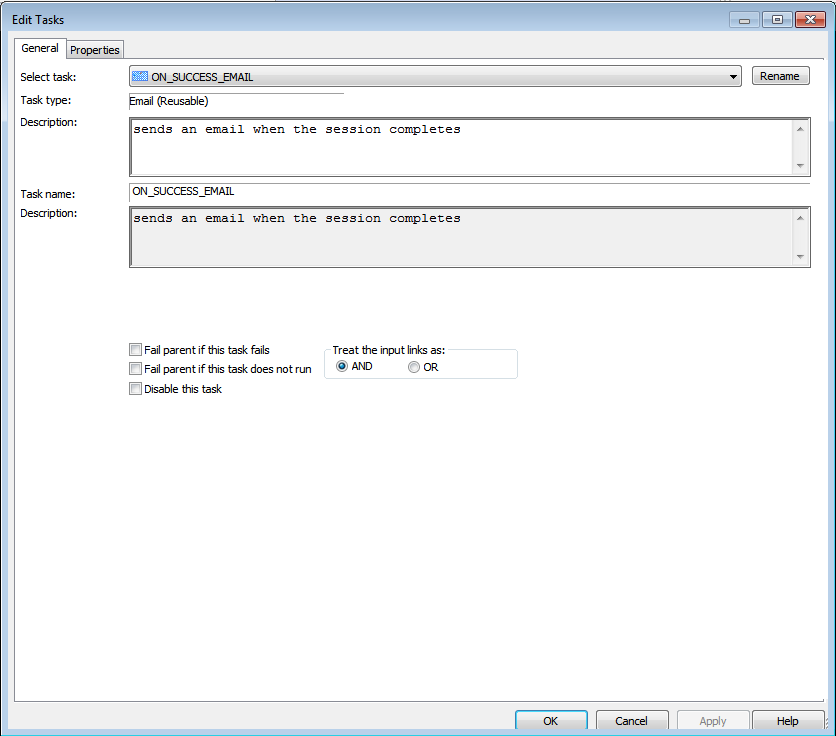 Edit Tasks
General Properties
Select task: ON_SUCCESS_EMAIL Rename
Task type: Email (Reusable)
Description: sends an email when the session completes
Task name: ON_SUCCESS_EMAIL
Description: sends an email when the session completes
Fail parent if this task fails Treat the input links as:
Fail parent if this task does not run AND OR
Disable this task
OK Cancel Apply Help